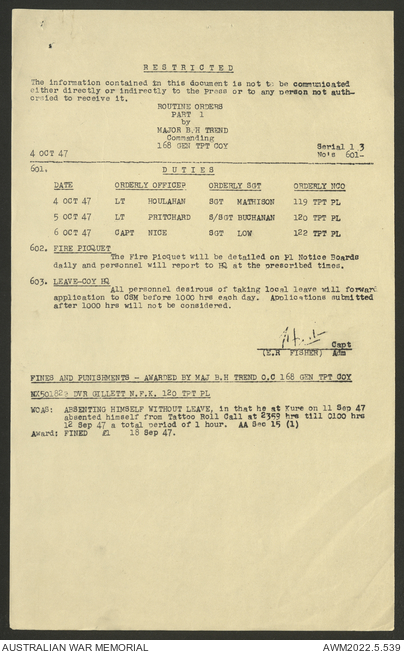 RESTRICTED
The information contained in this document is not to be communicated
either directly or indirectly to the Press or to any person not auth-
orcied to receive it.
ROUTINE ORDERS
PART 1
by
MAJOR B.H TREND
Commanding
168 GEN TPT COY
Serial 1 3
4 OCT 47 No's 601-
601. DUTIES
DATE ORDERLY OFFICER ORDERLY SGT ORDERLY NCO
4 OCT 47 LT HOULAHAN SGT MATHISON 119 TPT PL
5 OCT 47 LT PRITCHARD S/SGT BUCHANAN 120 TPT PL
6 OCT 47 CAPT NICE SGT LOW 122 TPT PL
602. FIRE PICQUET
The Fire Picquet will be detailed on Pl Notice Boards
daily and personnel will report to HQ at the prescribed times.
603. LEAVE-COY HQ
All personnel desirous of taking local leave will forward
application to CSM before 1000 hrs each day. Applications submitted
after 1000 hrs will not be considered.
Capt
(E.R FISHER) Adm
FINES AND PUNISHMENTS - AWARDED BY MAJ B.H TREND O,C 168 GEN TPT COY
DVR GILLETT N.F.K. 120 TPT PL
WOAS: ABSENTING HIMSELF WITHOUT LEAVE, in that he at Kure on 11 Sep 47
absented himself from Tattoo Roll Call at 2359 hrs till 0100 hrs
12 Sep 47 a total period of 1 hour. AA Sec 15 (1)
Award: FINED £1 18 Sep 47.
AUSTRALIAN WAR MEMORIAL AWM2022.5.539